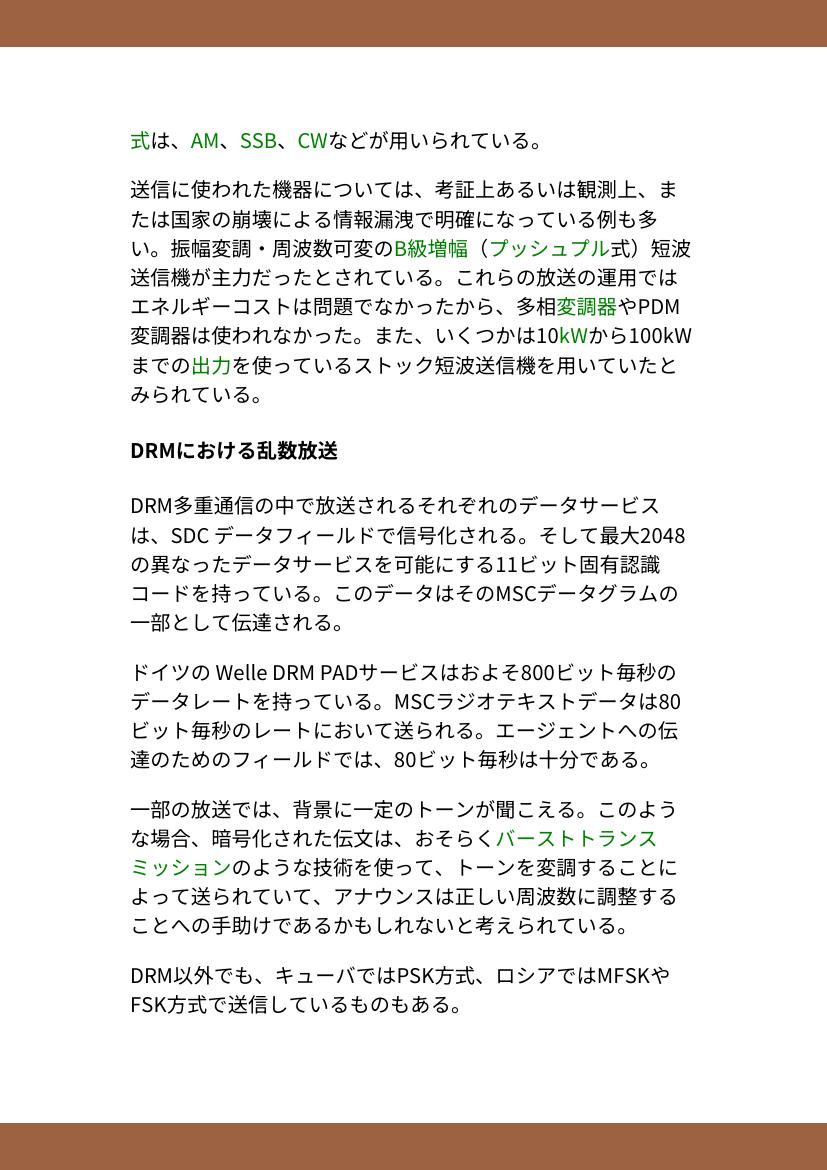 式は、AM、SSB、CWなどが用いられている。
送信に使われた機器については、考証上あるいは観測上、ま
たは国家の崩壊による情報漏洩で明確になっている例も多
い。振幅変調・周波数可変のB級増幅（プッシュプル式）短波
送信機が主力だったとされている。これらの放送の運用では
エネルギーコストは問題でなかったから、多相変調器やPDM
変調器は使われなかった。また、いくつかは10kWから100kW
までの出力を使っているストック短波送信機を用いていたと
みられている。
DRMにおける乱数放送
DRM多重通信の中で放送されるそれぞれのデータサービス
は、SDC データフィールドで信号化される。そして最大2048
の異なったデータサービスを可能にする11ビット固有認識
コードを持っている。このデータはそのMSCデータグラムの
一部として伝達される。
ドイツの Welle DRM PADサービスはおよそ800ビット毎秒の
データレートを持っている。MSCラジオテキストデータは80
ビット毎秒のレートにおいて送られる。エージェントへの伝
達のためのフィールドでは、80ビット毎秒は十分である。
一部の放送では、背景に一定のトーンが聞こえる。このよう
な場合、暗号化された伝文は、おそらくバーストトランス
ミッションのような技術を使って、トーンを変調することに
よって送られていて、アナウンスは正しい周波数に調整する
ことへの手助けであるかもしれないと考えられている。
DRM以外でも、キューバではPSK方式、ロシアではMFSKや
FSK方式で送信しているものもある。